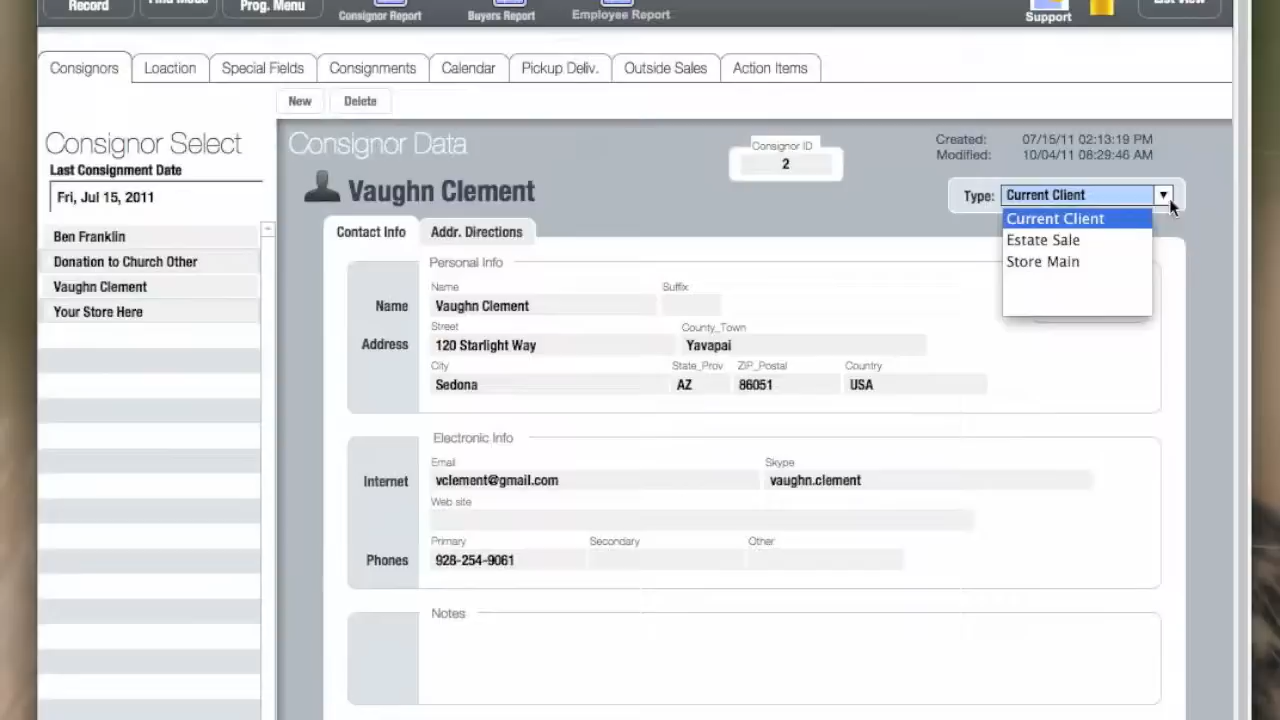 Record
Find Mode
Prog. Menu
Consignor Report
Buyers Report
Employee Report
Support
List View
Consignors
Loaction
Special Fields
Consignments
Calendar
Pickup Deliv.
Outside Sales
Action Items
New
Delete
Consignor Select
Last Consignment Date
Fri, Jul 15, 2011
Ben Franklin
Donation to Church Other
Vaughn Clement
Your Store Here
Consignor Data
Consignor ID
2
Created: 07/15/11 02:13:19 PM
Modified: 10/04/11 08:29:46 AM
Vaughn Clement
Type: Current Client
Current Client
Estate Sale
Store Main
Contact Info
Addr. Directions
Personal Info
Name Suffix
Name Vaughn Clement
Street County_Town
Address 120 Starlight Way Yavapai
City State_Prov ZIP_Postal Country
Sedona AZ 86051 USA
Electronic Info
Email Skype
Internet vclement@gmail.com vaughn.clement
Web site
Primary Secondary Other
Phones 928-254-9061
Notes